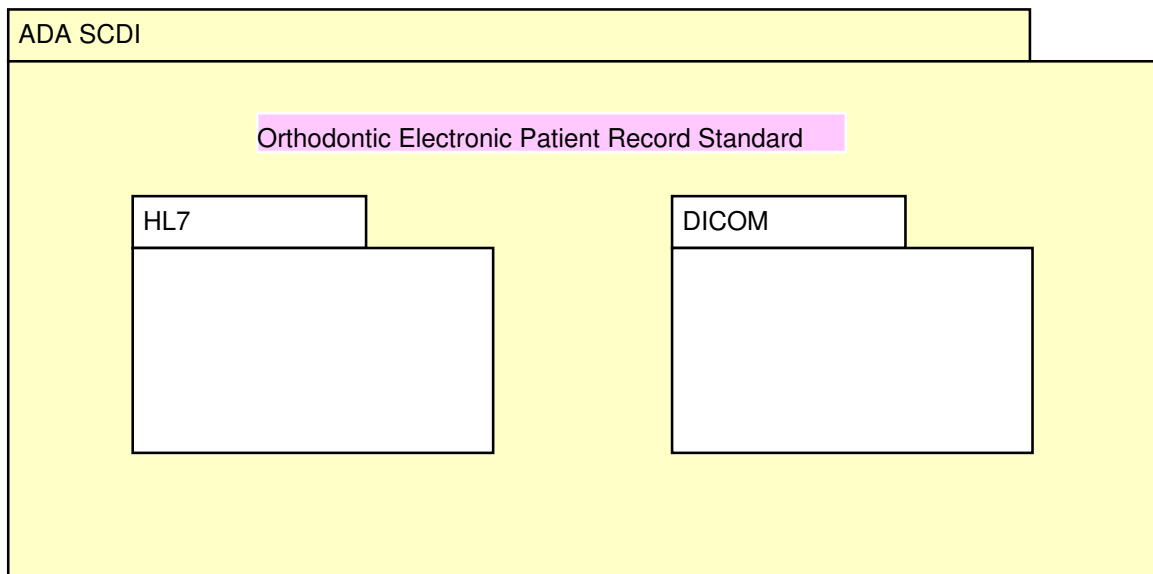 ADA SCDI
Orthodontic Electronic Patient Record Standard
HL7
DICOM